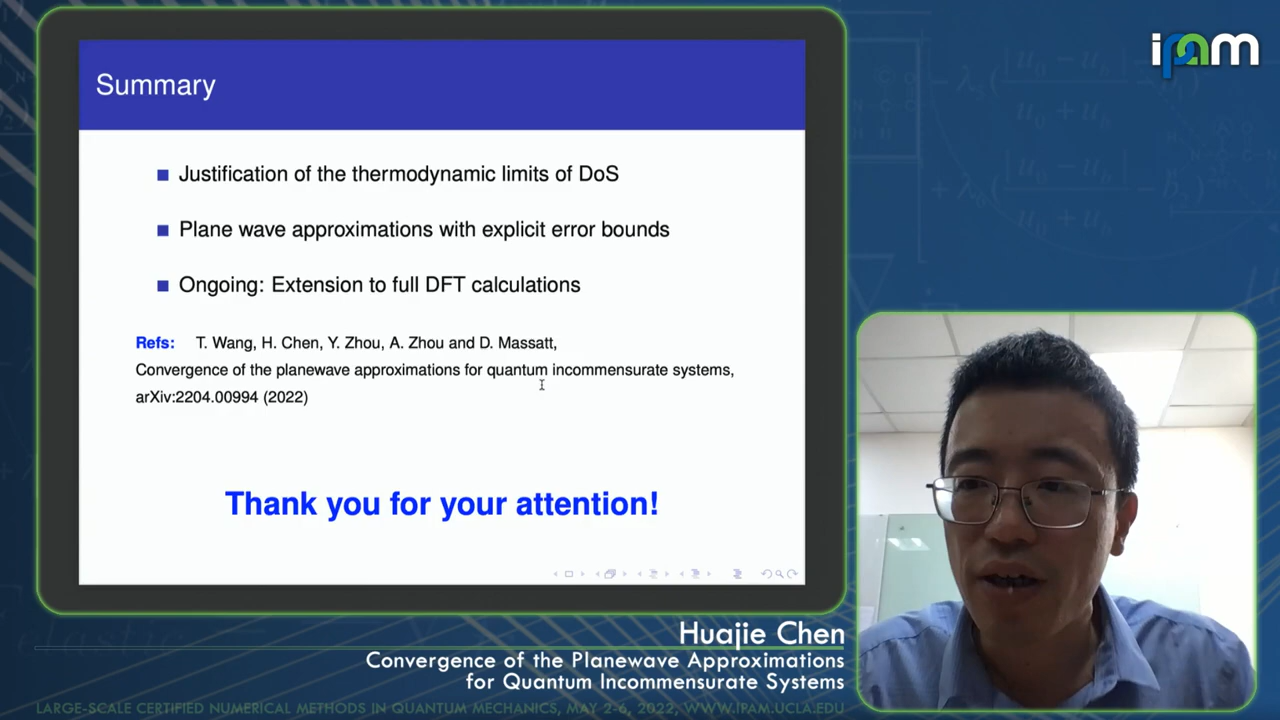 Summary
Justification of the thermodynamic limits of DoS
Plane wave approximations with explicit error bounds
Ongoing: Extension to full DFT calculations
Refs: T. Wang, H. Chen, Y. Zhou, A. Zhou and D. Massatt,
Convergence of the planewave approximations for quantum incommensurate systems,
arXiv:2204.00994 (2022)
Thank you for your attention!
ipam
Huajie Chen
Convergence of the Planewave Approximations
for Quantum Incommensurate Systems
LARGE-SCALE CERTIFIED NUMERICAL METHODS IN QUANTUM MECHANICS, MAY 2-6, 2022, WWW.IPAM.UCLA.EDU